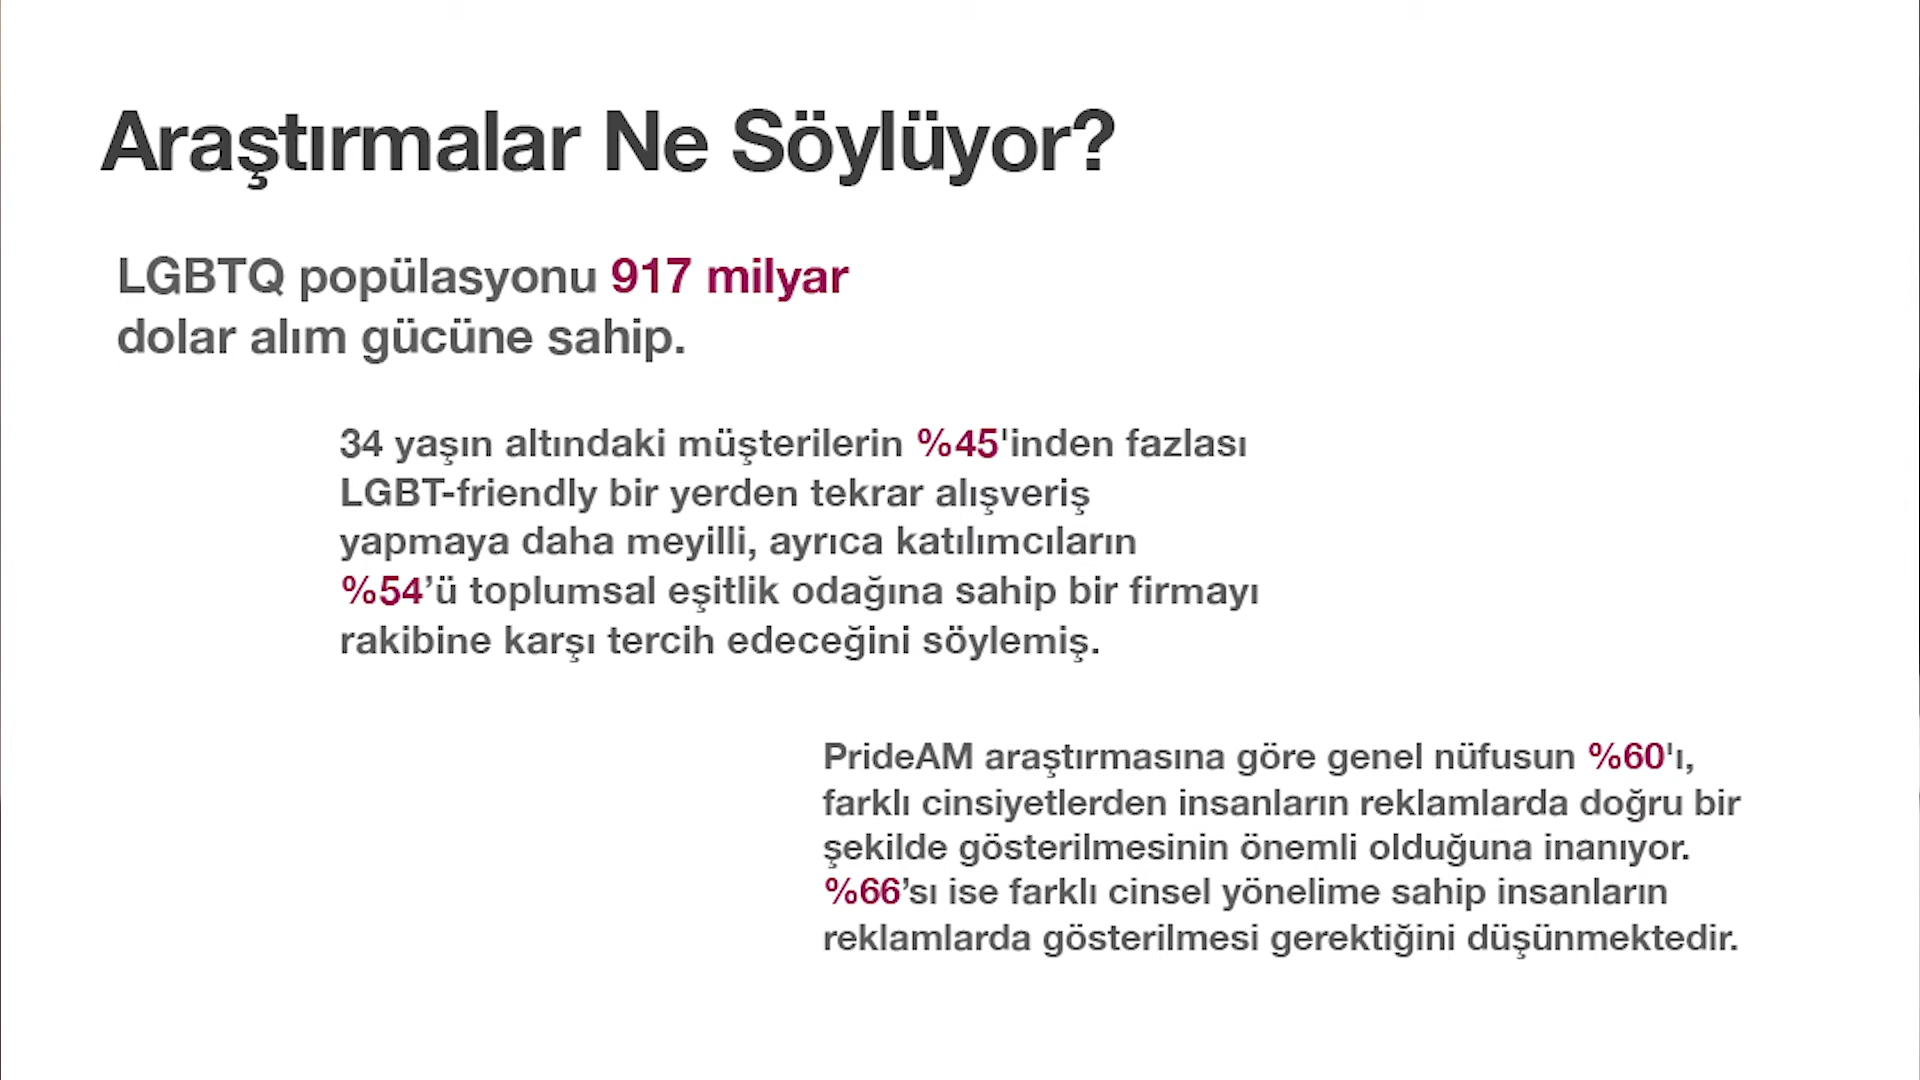 Araştırmalar Ne Söylüyor?
LGBTQ popülasyonu 917 milyar
dolar alım gücüne sahip.
34 yaşın altındaki müşterilerin %45'inden fazlası
LGBT-friendly bir yerden tekrar alışveriş
yapmaya daha meyilli, ayrıca katılımcıların
%54’ü toplumsal eşitlik odağına sahip bir firmayı
rakibine karşı tercih edeceğini söylemiş.
PrideAM araştırmasına göre genel nüfusun %60'ı,
farklı cinsiyetlerden insanların reklamlarda doğru bir
şekilde gösterilmesinin önemli olduğuna inanıyor.
%66’sı ise farklı cinsel yönelime sahip insanların
reklamlarda gösterilmesi gerektiğini düşünmektedir.